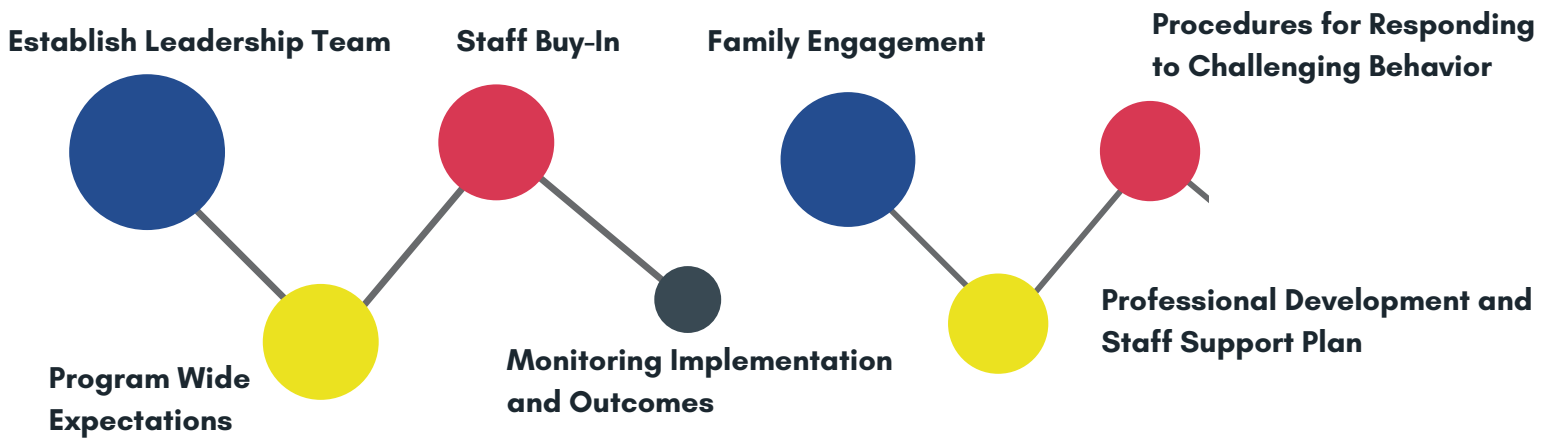 Establish Leadership Team
Staff Buy-In
Family Engagement
Procedures for Responding
to Challenging Behavior
Program Wide
Expectations
Monitoring Implementation
and Outcomes
Professional Development and
Staff Support Plan